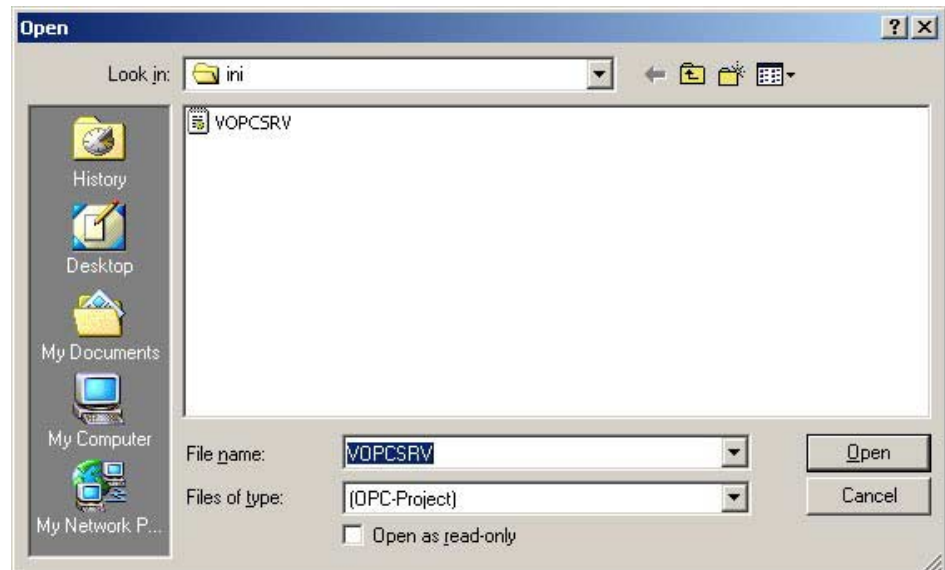 Open
Look in: ini
VOPCSRV
History
Desktop
My Documents
My Computer
My Network P...
File name: VOPCSRV Open
Files of type: (OPC-Project) Cancel
Open as read-only